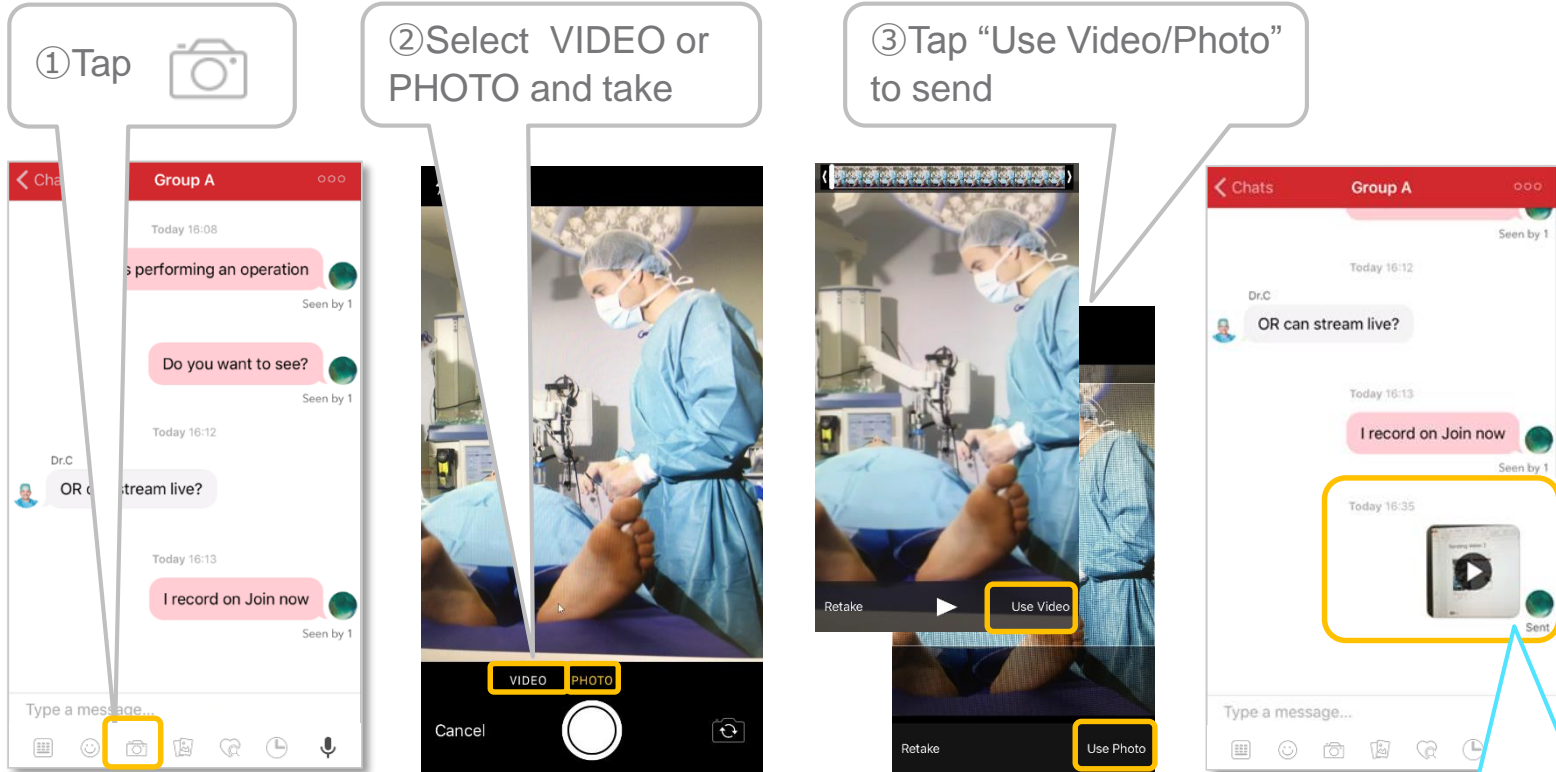 ①Tap
②Select VIDEO or
PHOTO and take
③Tap “Use Video/Photo”
to send
Group A
Today 16:08
performing an operation
Seen by 1
Do you want to see?
Seen by 1
Today 16:12
Dr.C
OR
live?
Today 16:13
I record on Join now
Seen by 1
Type a message...
VIDEO PHOTO
Cancel
Retake Use Video
Retake Use Photo
Chats Group A
Seen by 1
Today 16:12
Dr.C
OR can stream live?
Today 16:13
I record on Join now
Seen by 1
Today 16:35
Sent
Type a message...